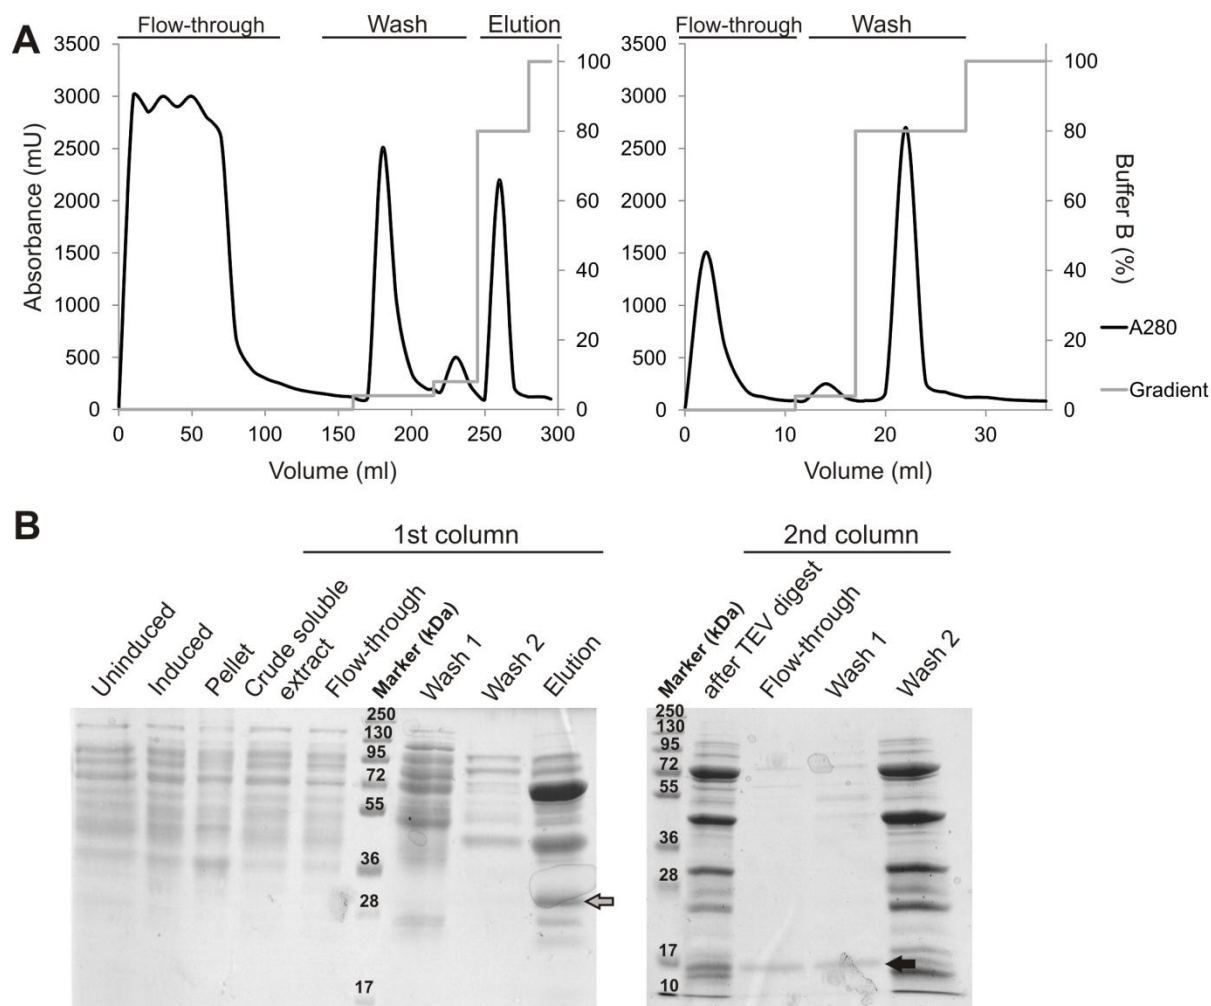 A
Flow-through Wash Elution
3500
3000
2500
2000
1500
1000
500
0
100
80
60
40
20
0
0 50 100 150 200 250 300
Absorbance (mU)
Volume (ml)
Flow-through Wash
3500
3000
2500
2000
1500
1000
500
0
100
80
60
40
20
0
0 10 20 30
Volume (ml)
Buffer B (%)
A280
Gradient
B
1st column
Uninduced
Induced
Pellet
Crude soluble
extract
Flow-through
Marker (kDa)
Wash 1
Wash 2
Elution
250
130
95
72
55
36
28
17
2nd column
Marker (kDa)
after TEV digest
Flow-through
Wash 1
Wash 2
250
130
95
72
55
36
28
17
10